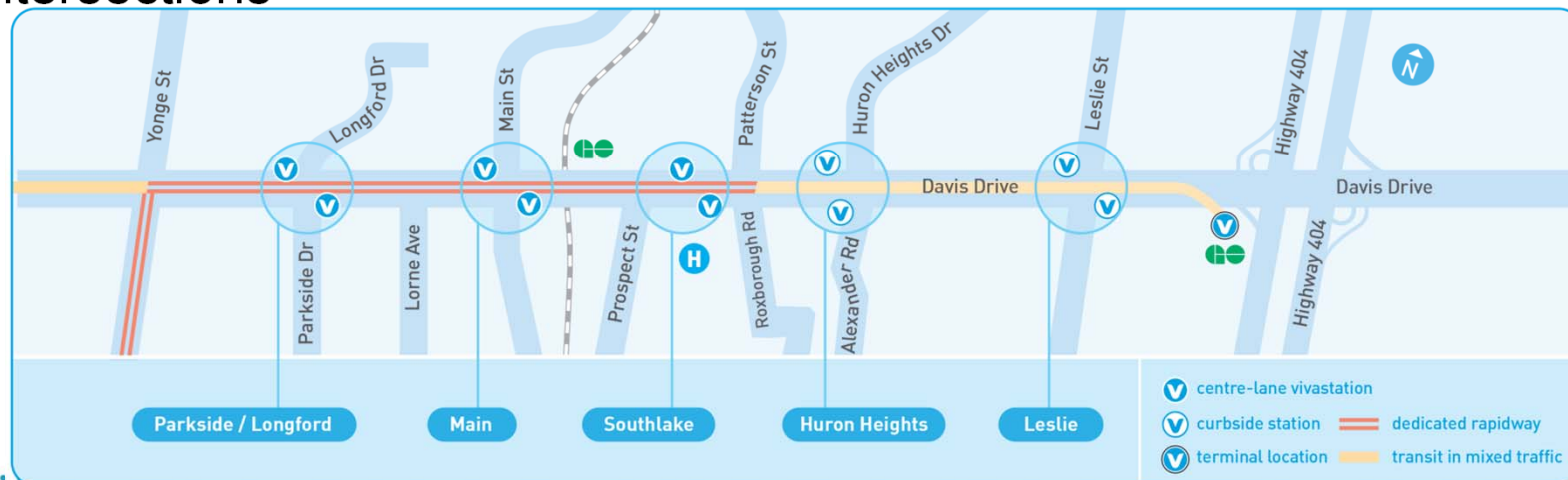 Yonge St
Longford Dr
Main St
GO
Patterson St
Huron Heights Dr
Leslie St
Highway 404
N
V
V
V
V
V
V
V
V
V
V
Davis Drive
Davis Drive
V
GO
H
Parkside Dr
Lorne Ave
Prospect St
Roxborough Rd
Alexander Rd
Highway 404
Parkside / Longford
Main
Southlake
Huron Heights
Leslie
V centre-lane vivastation
V curbside station
dedicated rapidway
V terminal location
transit in mixed traffic